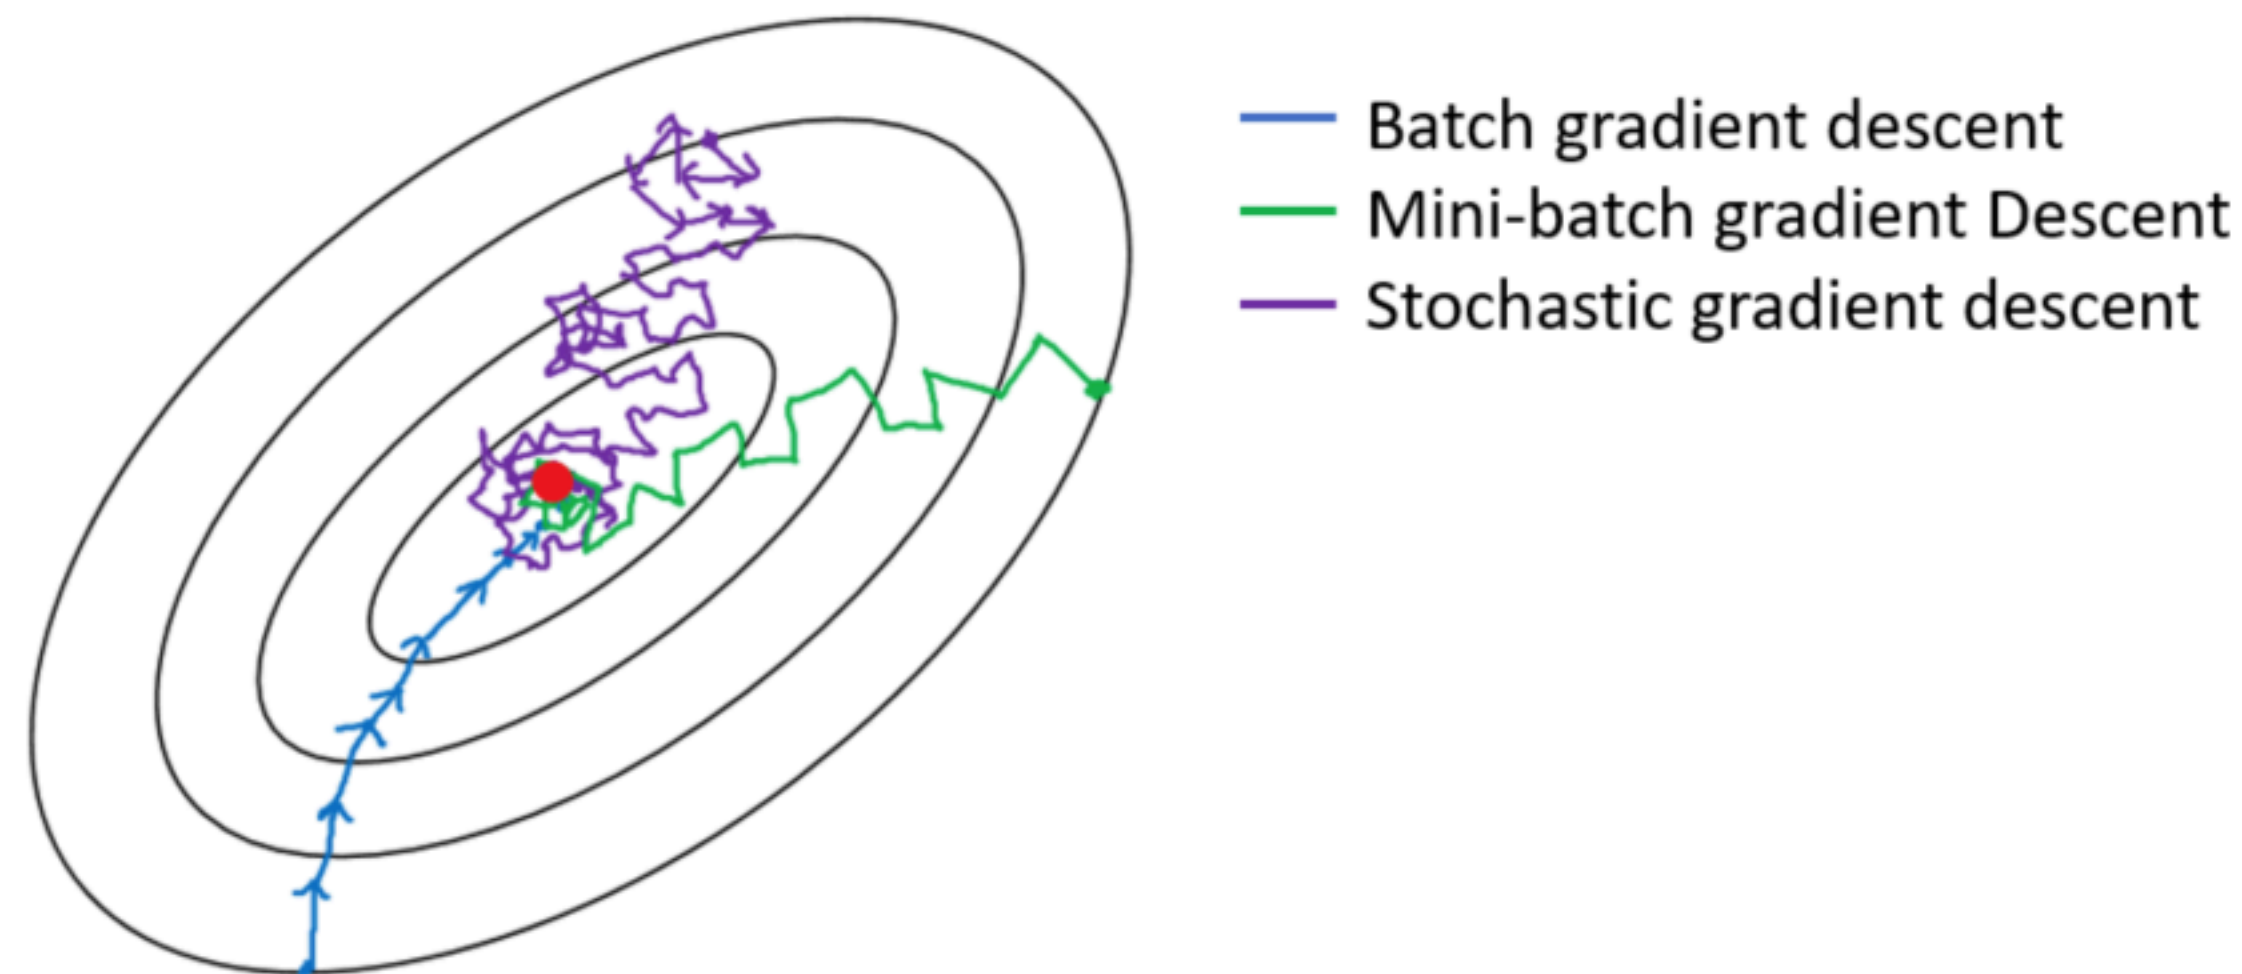 Batch gradient descent
Mini-batch gradient Descent
Stochastic gradient descent